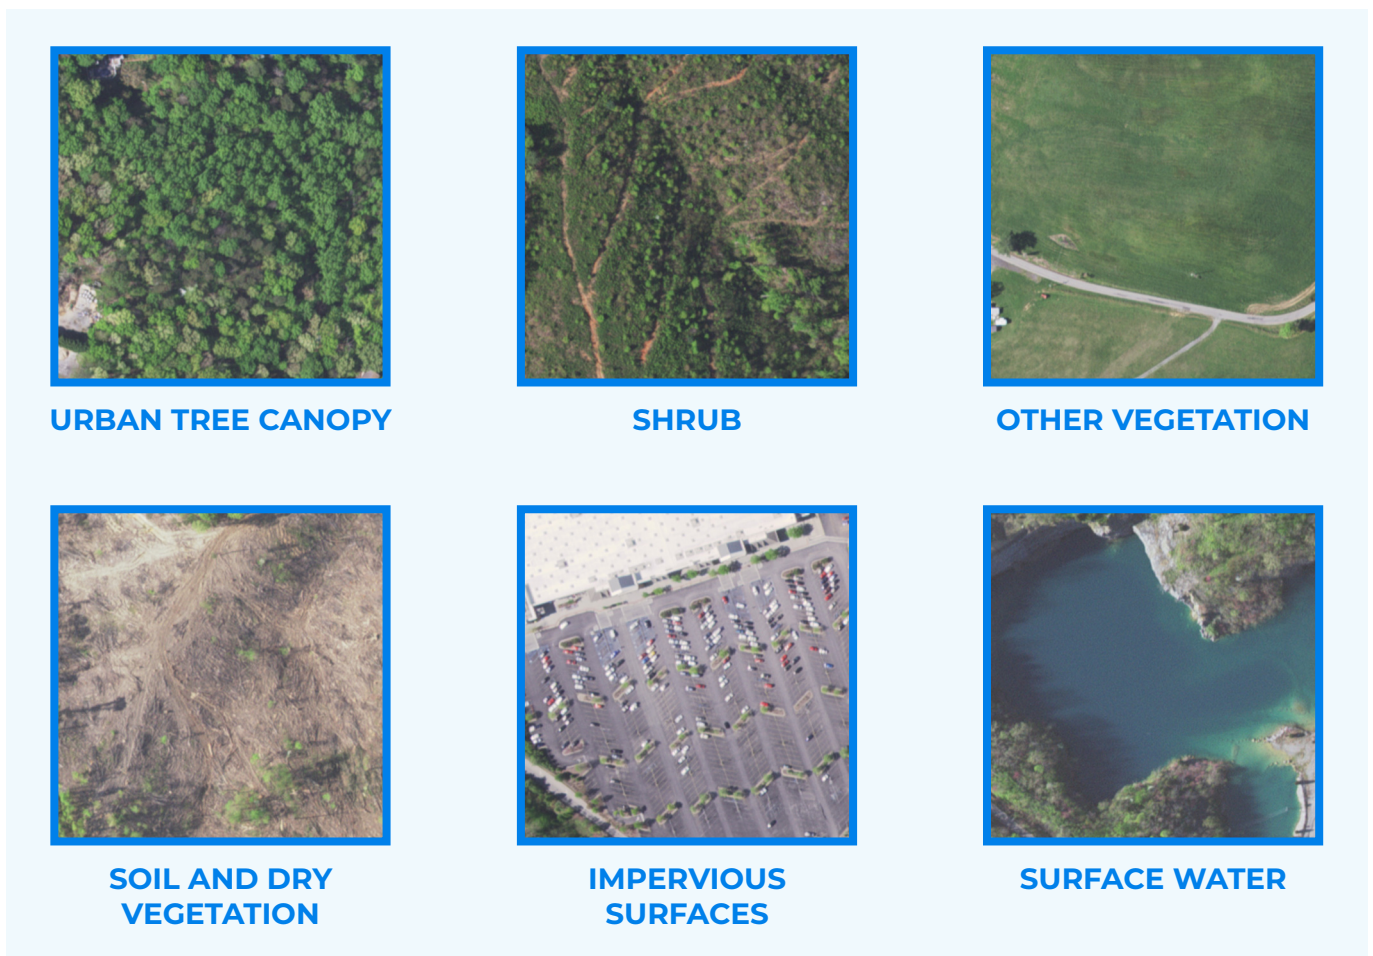 URBAN TREE CANOPY
SHRUB
OTHER VEGETATION
SOIL AND DRY
VEGETATION
IMPERVIOUS
SURFACES
SURFACE WATER